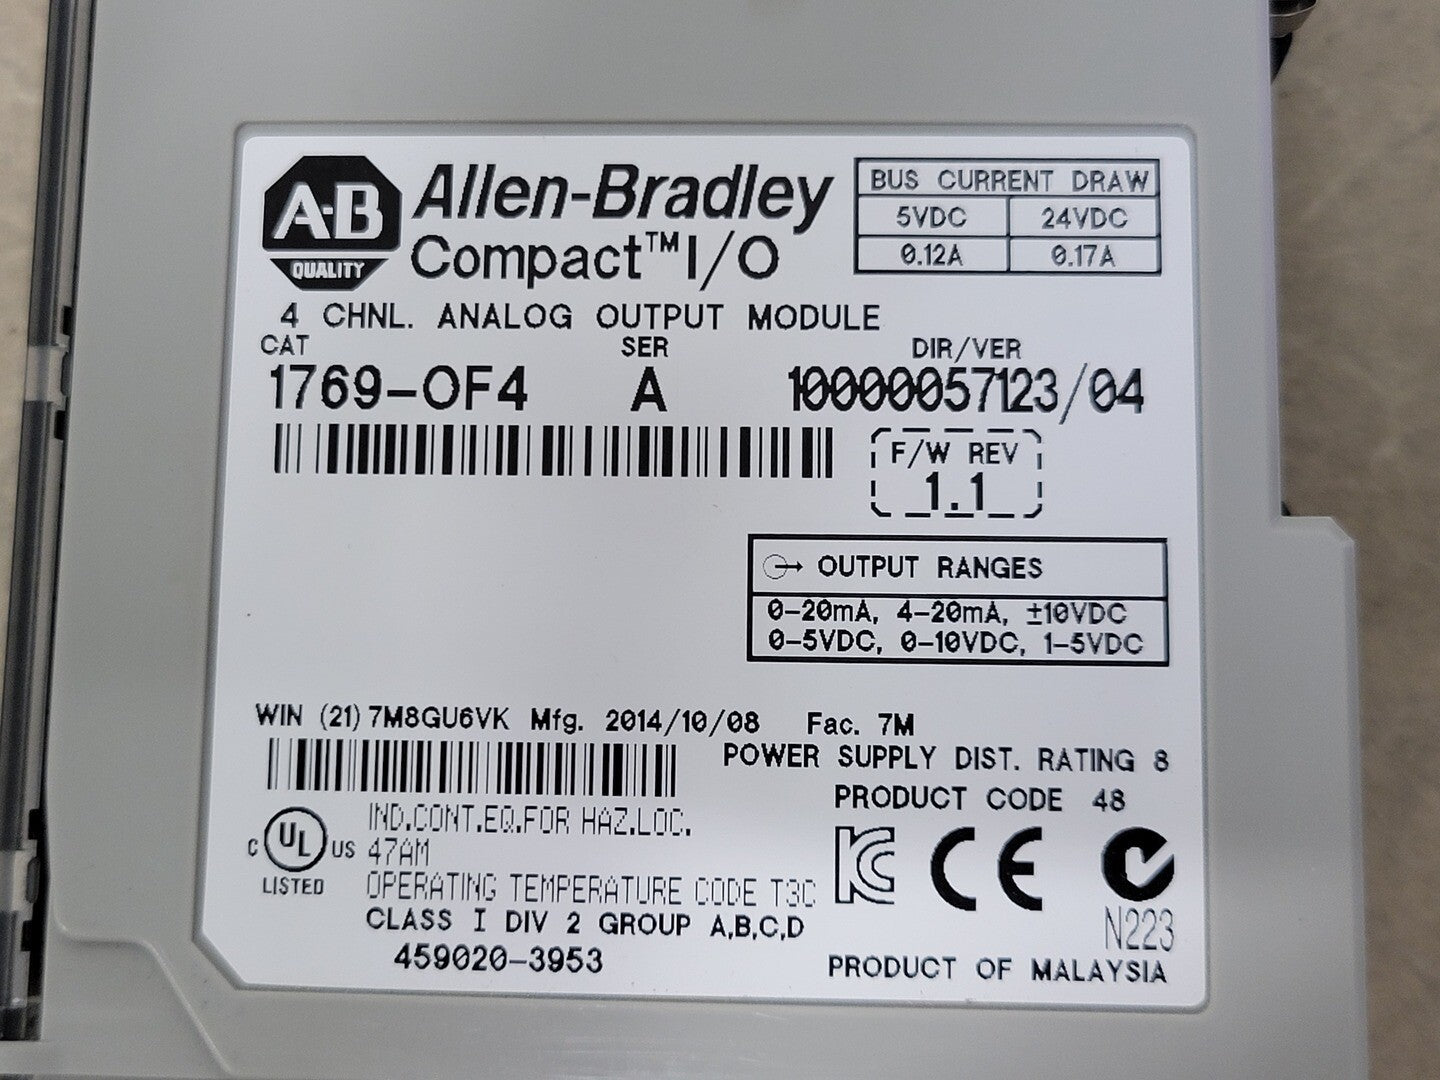 A-B
QUALITY
Allen-Bradley
Compact™ I/O
BUS CURRENT DRAW
5VDC 24VDC
0.12A 0.17A
4 CHNL. ANALOG OUTPUT MODULE
CAT SER DIR/VER
1769-OF4 A 10000057123/04
F/W REV
1.1
OUTPUT RANGES
0-20mA, 4-20mA, ±10VDC
0-5VDC, 0-10VDC, 1-5VDC
WIN (21) 7M8GU6VK Mfg. 2014/10/08 Fac. 7M
POWER SUPPLY DIST. RATING 8
PRODUCT CODE 48
IND.CONT.EQ.FOR HAZ.LOC.
C UL US 47AM
LISTED OPERATING TEMPERATURE CODE T3C
CLASS I DIV 2 GROUP A,B,C,D
459020-3953
KC CE
N223
PRODUCT OF MALAYSIA